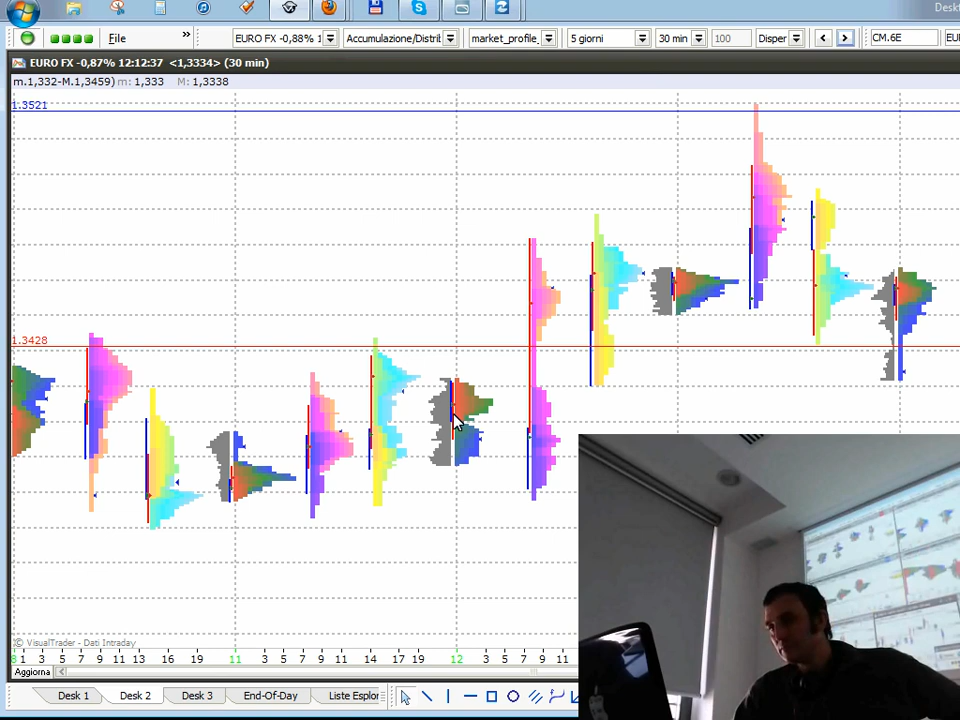 Deskt
File » EURO FX -0,88% 1 Accumulazione/Distrib market_profile_ 5 giorni 30 min 100 Disper CM.6E EU
EURO FX -0,87% 12:12:37 <1,3334> (30 min)
m.1,332-M.1,3459) m: 1,333 M: 1,3338
1.3521
1.3428
© VisualTrader - Dati Intraday
8 1 3 5 7 9 11 13 16 19 11 3 5 7 9 11 14 17 19 12 3 5 7 9 11
Aggiorna
Desk 1 Desk 2 Desk 3 End-Of-Day Liste Esplor